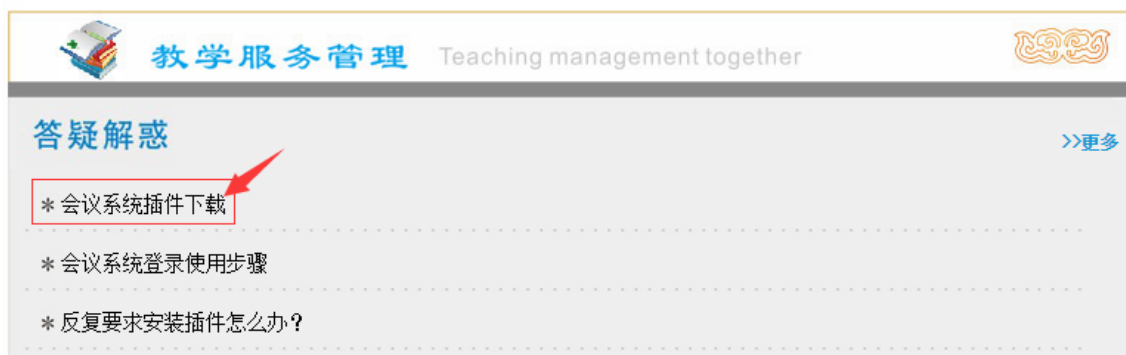 教学服务管理 Teaching management together
答疑解惑
>>更多
* 会议系统插件下载
* 会议系统登录使用步骤
* 反复要求安装插件怎么办？